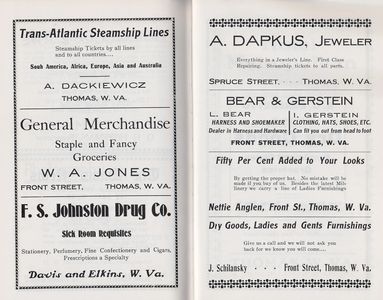 Trans-Atlantic Steamship Lines
Steamship Tickets by all lines
and to all countries....
South America, Africa, Europe, Asia and Australia
A. DACKIEWICZ
THOMAS, W. VA.
General Merchandise
Staple and Fancy
Groceries
W. A. JONES
FRONT STREET, THOMAS, W. VA.
F. S. Johnston Drug Co.
Sick Room Requisites
Stationery, Perfumery, Fine Confectionery and Cigars,
Prescriptions a Specialty
Davis and Elkins, W. Va.
A. DAPKUS, JEWELER
Everything in a Jeweler's Line. First Class
Repairing. Steamship tickets to all parts.
SPRUCE STREET, - - - THOMAS, W. VA.
BEAR & GERSTEIN
L. BEAR
HARNESS AND SHOEMAKER
Dealer in Harness and Hardware
I. GERSTEIN
CLOTHING, HATS, SHOES, ETC.
Can fit you out from head to foot
FRONT STREET, THOMAS, W. VA.
Fifty Per Cent Added to Your Looks
By getting the proper hat. No mistake will be
made if you buy of us. Besides the latest Mil-
linery we carry a line of Ladies Furnishings
Nettie Anglen, Front St., Thomas, W. Va.
Dry Goods, Ladies and Gents Furnishings
Give us a call and we will not ask you
back for we know you will come....
J. Schilansky - - Front Street, Thomas, W. Va.